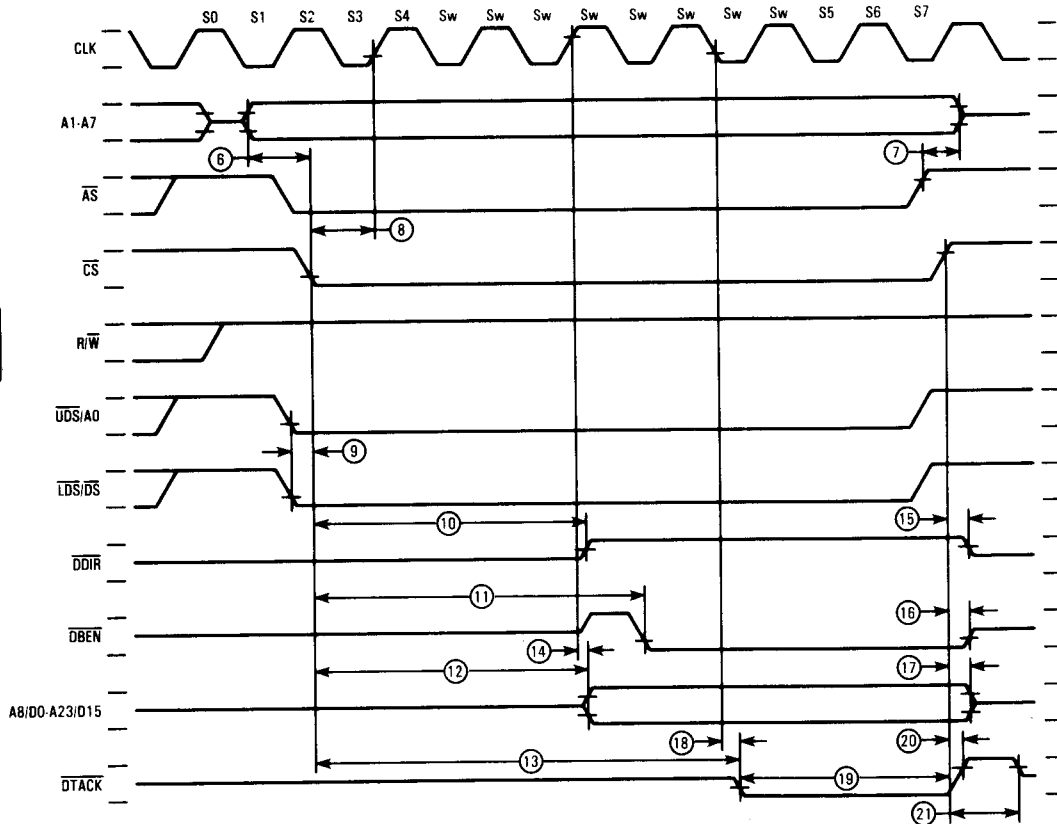 S0 S1 S2 S3 S4 Sw Sw Sw Sw Sw Sw Sw Sw S5 S6 S7
CLK
A1-A7
6
7
AS
8
CS
R/W
UDS/A0
9
LDS/DS
10
15
DDIR
11
16
DBEN
14
12
17
A8/D0-A23/D15
18
20
13
19
DTACK
21